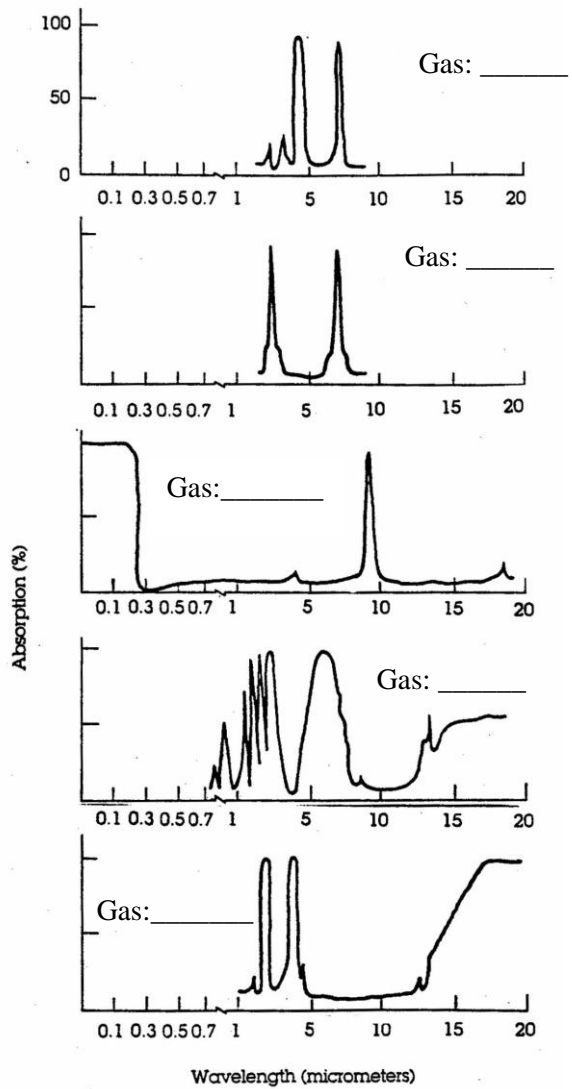 100
Gas: ______
50
0
0.1 0.3 0.5 0.7 1 5 10 15 20
Gas: ______
0.1 0.3 0.5 0.7 1 5 10 15 20
Gas:_______
0.1 0.3 0.5 0.7 1 5 10 15 20
Absorption (%)
Gas: ______
0.1 0.3 0.5 0.7 1 5 10 15 20
Gas:_______
0.1 0.3 0.5 0.7 1 5 10 15 20
Wavelength (micrometers)